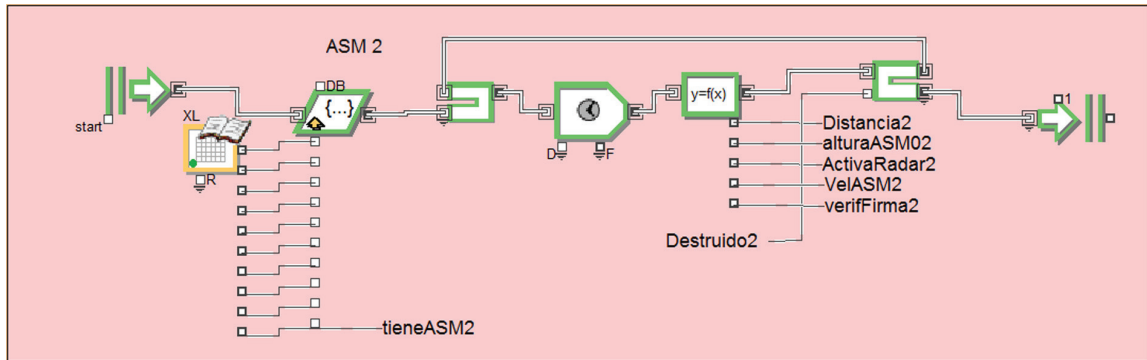 ASM 2
DB
{...}
y=f(x)
1
start
XL
R
D
F
Distancia2
alturaASM02
ActivaRadar2
VelASM2
verifFirma2
Destruido2
tieneASM2